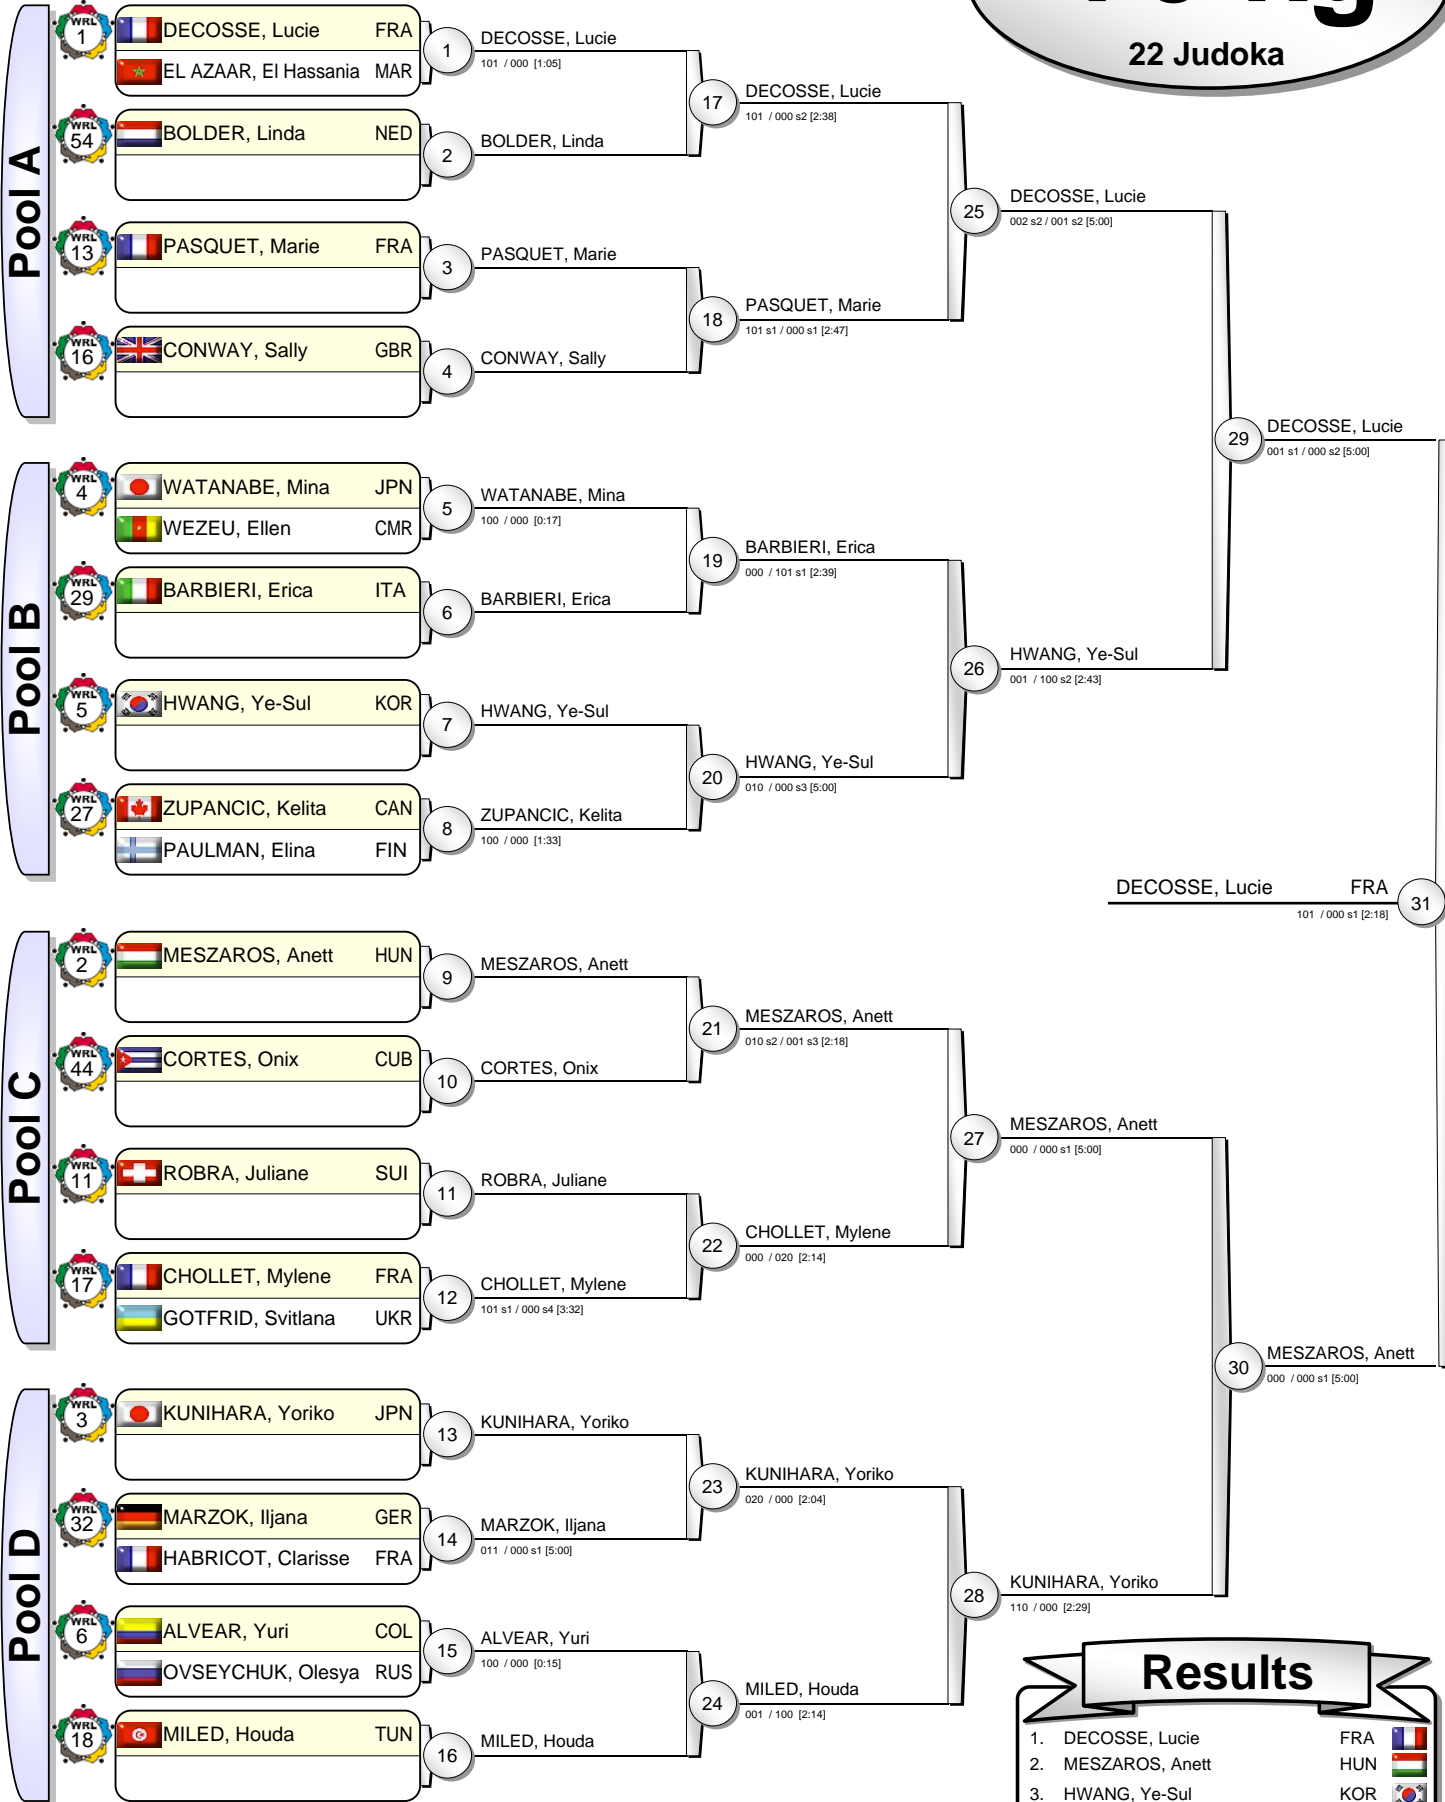 22 Judoka
Pool A
WRL 1 DECOSSE, Lucie FRA
EL AZAAR, El Hassania MAR
WRL 54 BOLDER, Linda NED
WRL 13 PASQUET, Marie FRA
WRL 16 CONWAY, Sally GBR
1 DECOSSE, Lucie
101 / 000 [1:05]
2 BOLDER, Linda
3 PASQUET, Marie
4 CONWAY, Sally
17 DECOSSE, Lucie
101 / 000 s2 [2:38]
18 PASQUET, Marie
101 s1 / 000 s1 [2:47]
25 DECOSSE, Lucie
002 s2 / 001 s2 [5:00]
Pool B
WRL 4 WATANABE, Mina JPN
WEZEU, Ellen CMR
WRL 29 BARBIERI, Erica ITA
WRL 5 HWANG, Ye-Sul KOR
WRL 27 ZUPANCIC, Kelita CAN
PAULMAN, Elina FIN
5 WATANABE, Mina
100 / 000 [0:17]
6 BARBIERI, Erica
7 HWANG, Ye-Sul
8 ZUPANCIC, Kelita
100 / 000 [1:33]
19 BARBIERI, Erica
000 / 101 s1 [2:39]
20 HWANG, Ye-Sul
010 / 000 s3 [5:00]
26 HWANG, Ye-Sul
001 / 100 s2 [2:43]
29 DECOSSE, Lucie
001 s1 / 000 s2 [5:00]
DECOSSE, Lucie FRA 31
101 / 000 s1 [2:18]
Pool C
WRL 2 MESZAROS, Anett HUN
WRL 44 CORTES, Onix CUB
WRL 11 ROBRA, Juliane SUI
WRL 17 CHOLLET, Mylene FRA
GOTFRID, Svitlana UKR
9 MESZAROS, Anett
10 CORTES, Onix
11 ROBRA, Juliane
12 CHOLLET, Mylene
101 s1 / 000 s4 [3:32]
21 MESZAROS, Anett
010 s2 / 001 s3 [2:18]
22 CHOLLET, Mylene
000 / 020 [2:14]
27 MESZAROS, Anett
000 / 000 s1 [5:00]
Pool D
WRL 3 KUNIHARA, Yoriko JPN
WRL 32 MARZOK, Iljana GER
HABRICOT, Clarisse FRA
WRL 6 ALVEAR, Yuri COL
OVSEYCHUK, Olesya RUS
WRL 18 MILED, Houda TUN
13 KUNIHARA, Yoriko
14 MARZOK, Iljana
011 / 000 s1 [5:00]
15 ALVEAR, Yuri
100 / 000 [0:15]
16 MILED, Houda
23 KUNIHARA, Yoriko
020 / 000 [2:04]
24 MILED, Houda
001 / 100 [2:14]
28 KUNIHARA, Yoriko
110 / 000 [2:29]
30 MESZAROS, Anett
000 / 000 s1 [5:00]
Results
1. DECOSSE, Lucie FRA
2. MESZAROS, Anett HUN
3. HWANG, Ye-Sul KOR